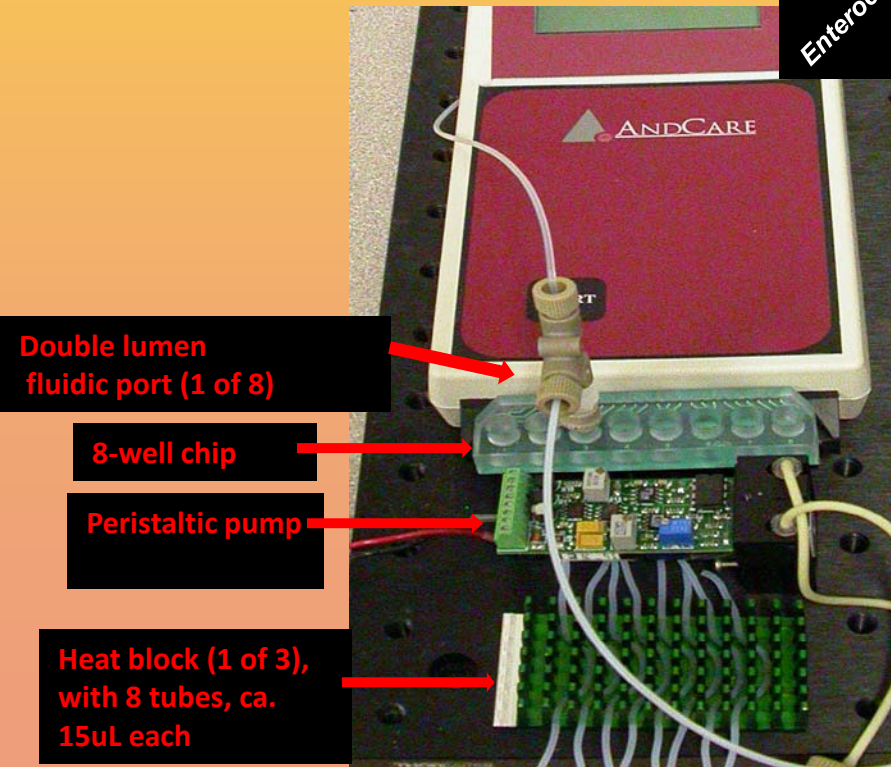 ANDCARE
Double lumen
fluidic port (1 of 8)
8-well chip
Peristaltic pump
Heat block (1 of 3),
with 8 tubes, ca.
15uL each